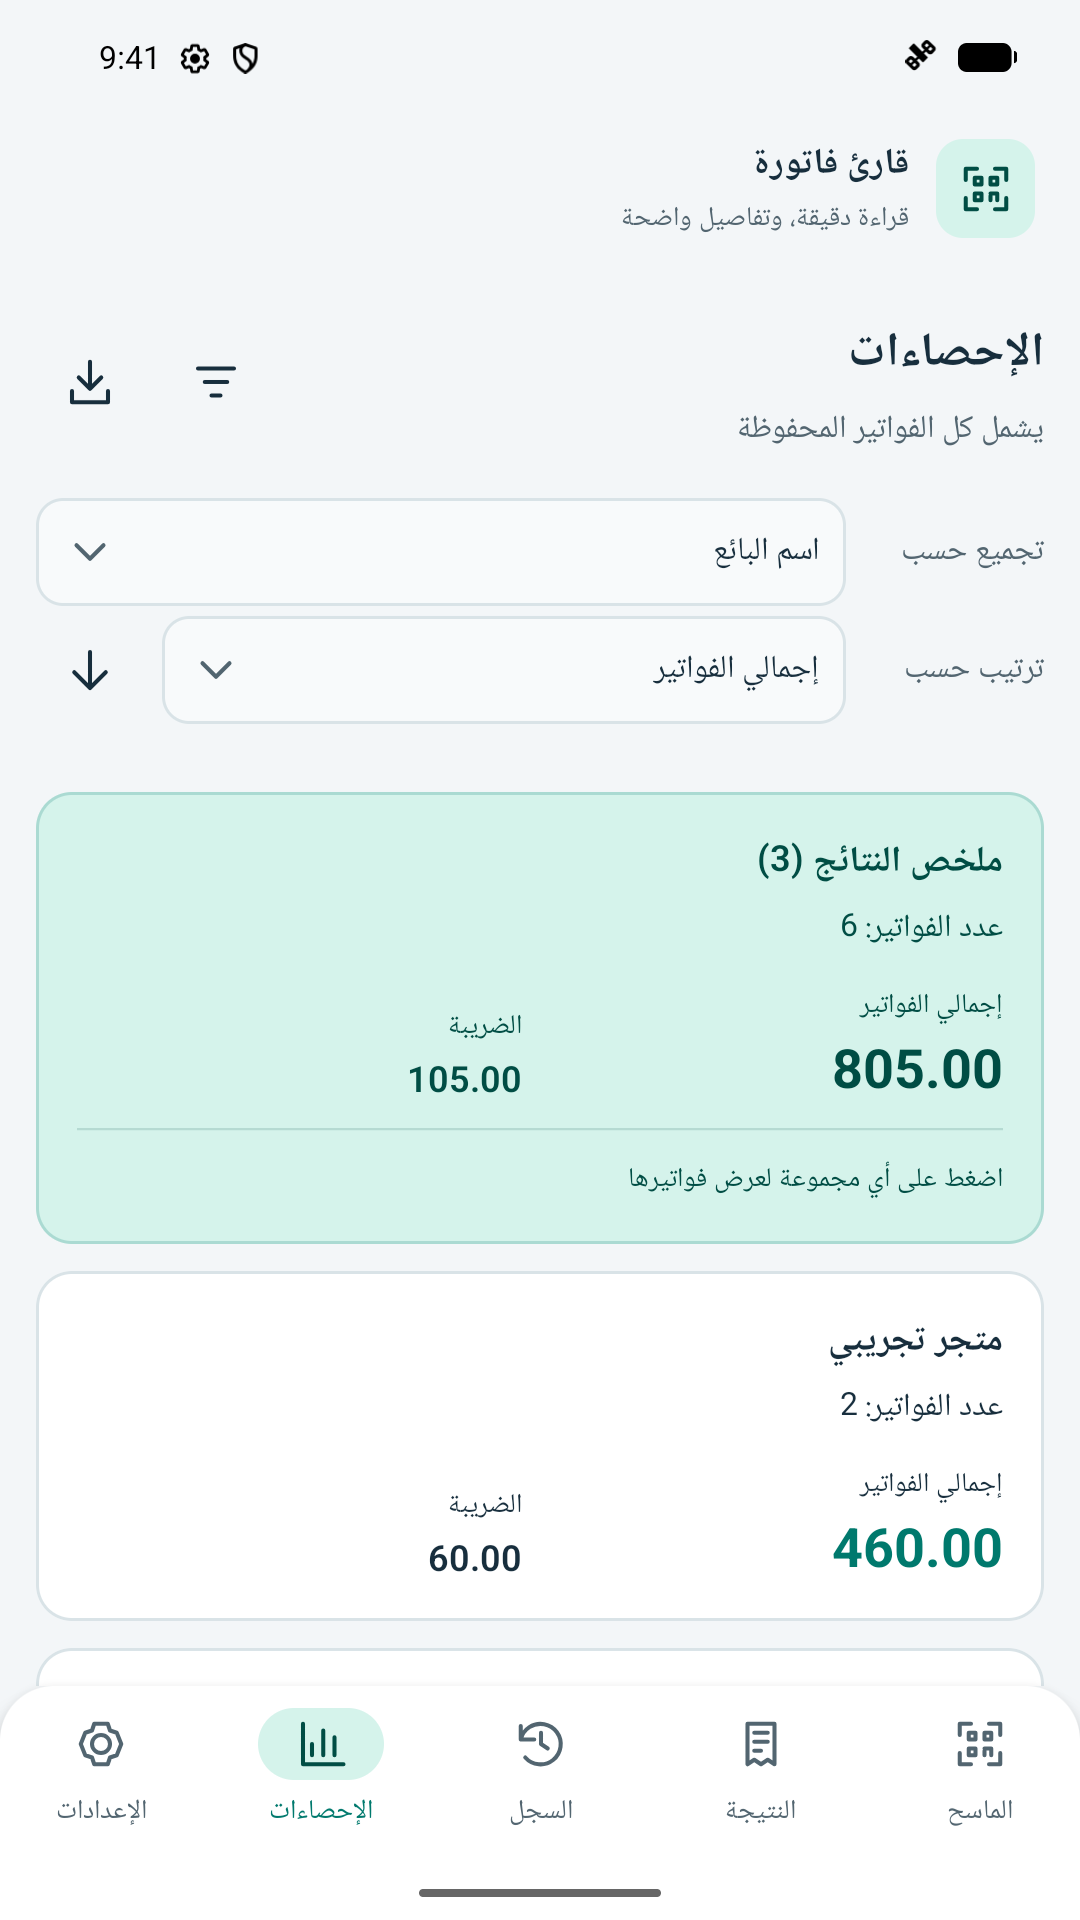 9:41
قارئ فاتورة
قراءة دقيقة، وتفاصيل واضحة
الإحصاءات
يشمل كل الفواتير المحفوظة
تجميع حسب
اسم البائع
ترتيب حسب
إجمالي الفواتير
ملخص النتائج (3)
عدد الفواتير: 6
إجمالي الفواتير
الضريبة
805.00
105.00
اضغط على أي مجموعة لعرض فواتيرها
متجر تجريبي
عدد الفواتير: 2
إجمالي الفواتير
الضريبة
460.00
60.00
الماسح
النتيجة
السجل
الإحصاءات
الإعدادات